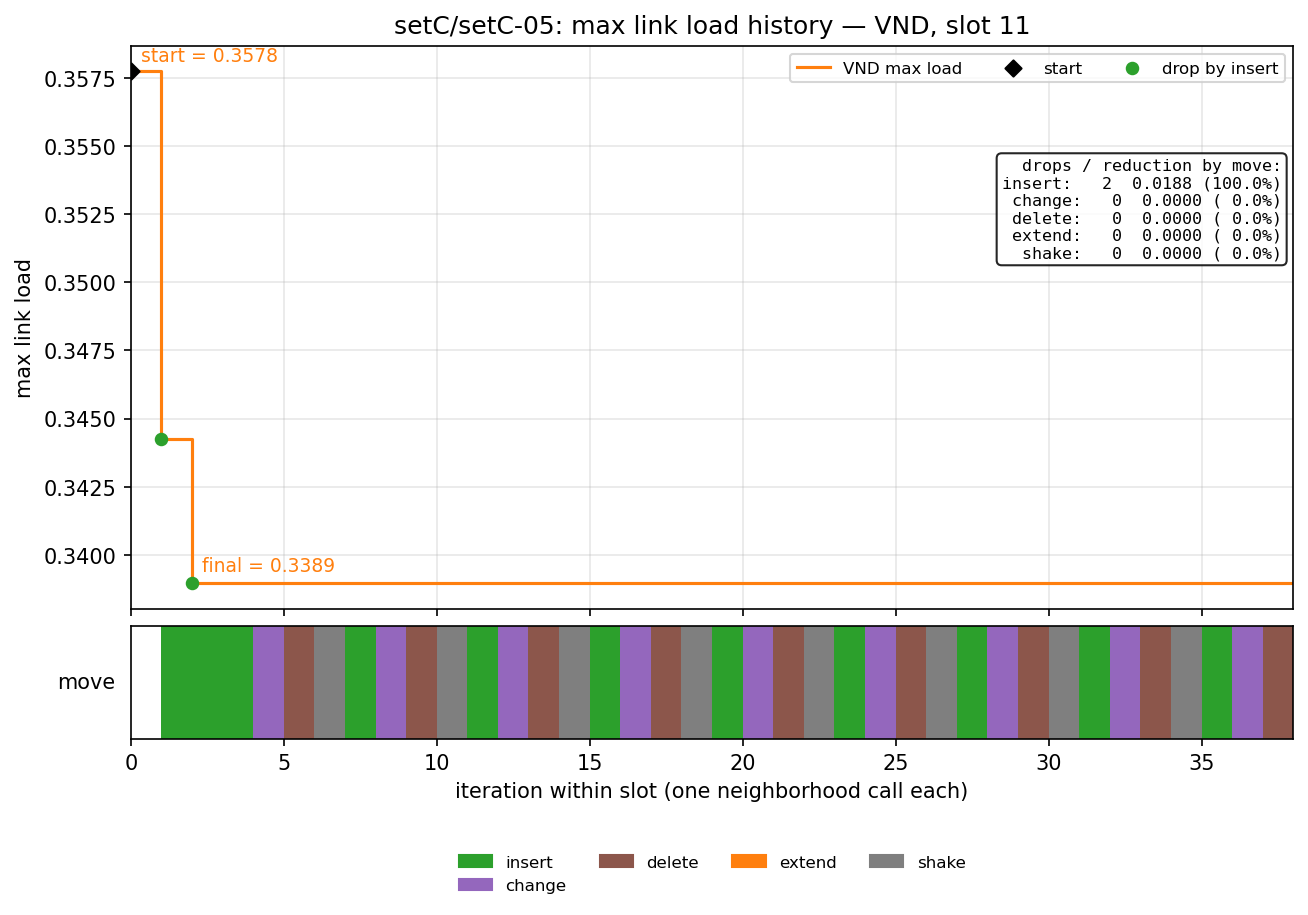 setC/setC-05: max link load history — VND, slot 11
start = 0.3578
VND max load start drop by insert
drops / reduction by move:
insert: 2 0.0188 (100.0%)
change: 0 0.0000 ( 0.0%)
delete: 0 0.0000 ( 0.0%)
extend: 0 0.0000 ( 0.0%)
shake: 0 0.0000 ( 0.0%)
max link load
0.3575
0.3550
0.3525
0.3500
0.3475
0.3450
0.3425
0.3400
final = 0.3389
move
0 5 10 15 20 25 30 35
iteration within slot (one neighborhood call each)
insert delete extend shake
change